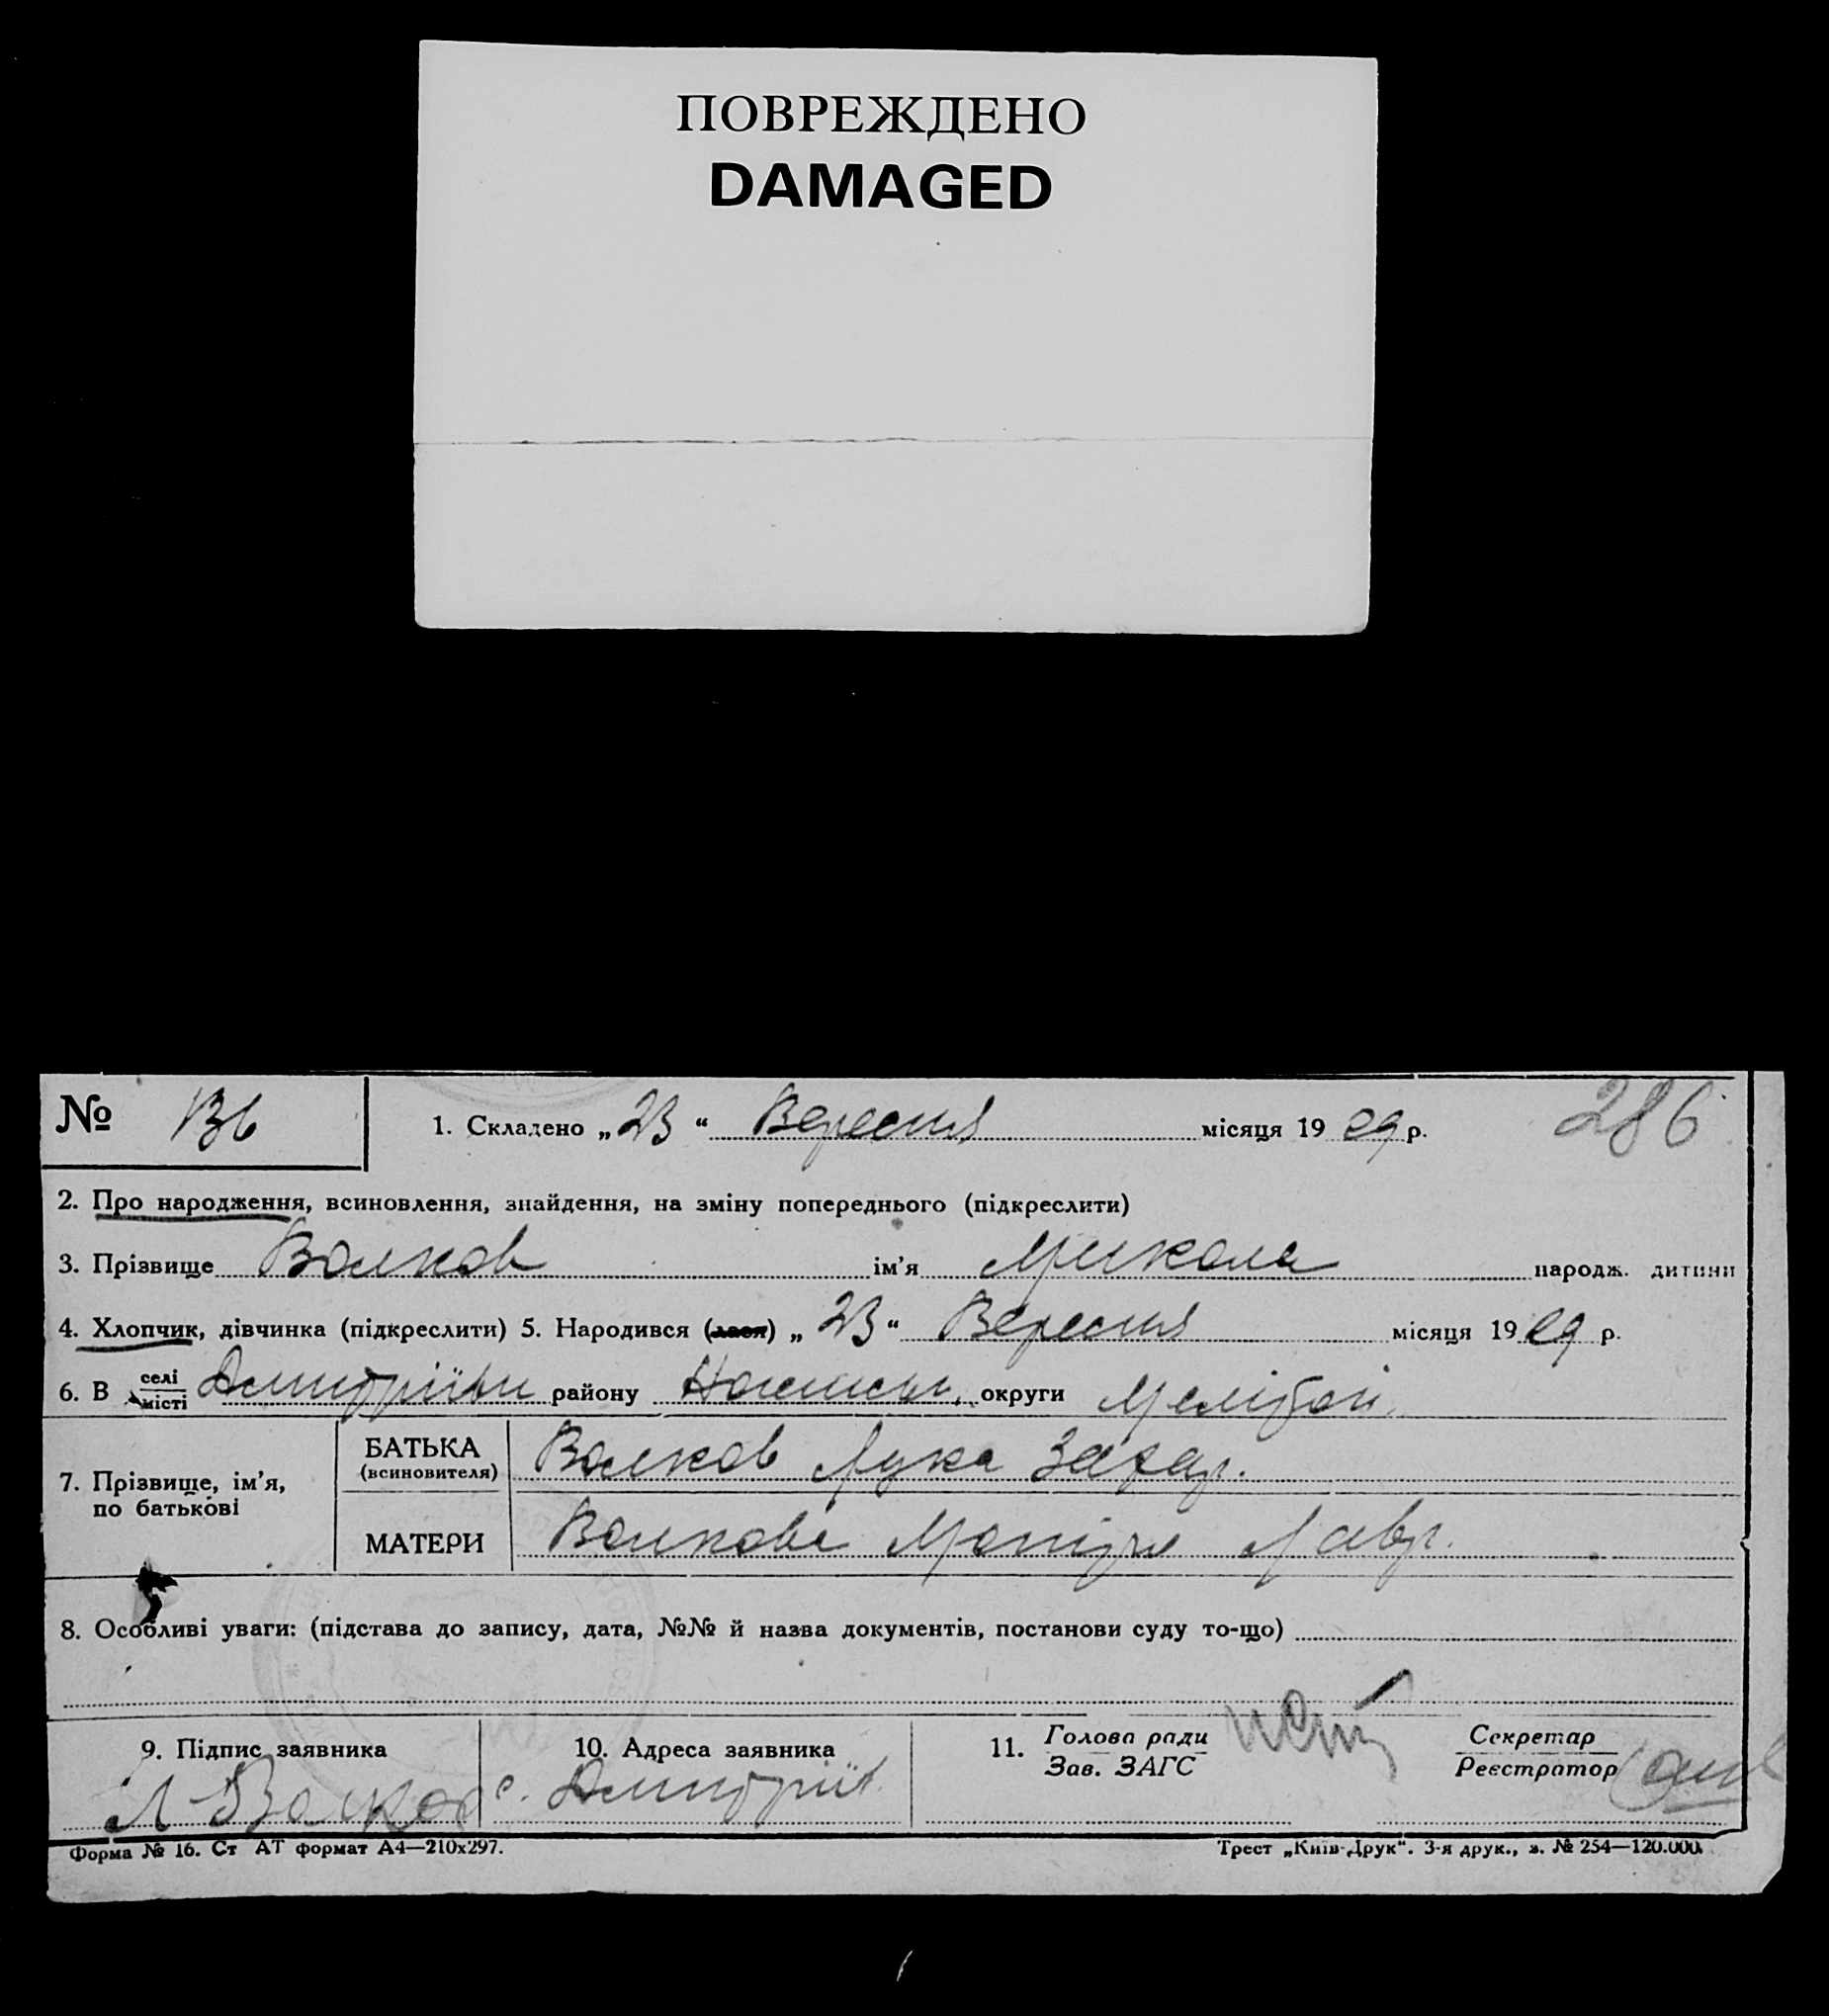 ПОВРЕЖДЕНО
DAMAGED
№ 136 1. Складено „23“ Вересня місяця 1929 р. 286
2. Про народження, всиновлення, знайдення, на зміну попереднього (підкреслити)
3. Прізвище Волков ім’я Микола народж. дитини
4. Хлопчик, дівчинка (підкреслити) 5. Народився (лася) „23“ Вересня місяця 1929 р.
6. В селі місті району округи Меліт
7. Прізвище, ім’я, по батькові
БАТЬКА (всиновителя) Волков Лука Захар.
МАТЕРИ Волкова Мотря Лавр.
8. Особливі уваги: (підстава до запису, дата, №№ й назва документів, постанови суду то-що)
9. Підпис заявника 10. Адреса заявника 11. Голова ради Зав. ЗАГС Секретар Реєстратор
Л Волков с. Дмитрів.
Форма № 16. Ст АТ формат А4—210х297. Трест „Київ-Друк“. 3-я друк., з. № 254—120.000.